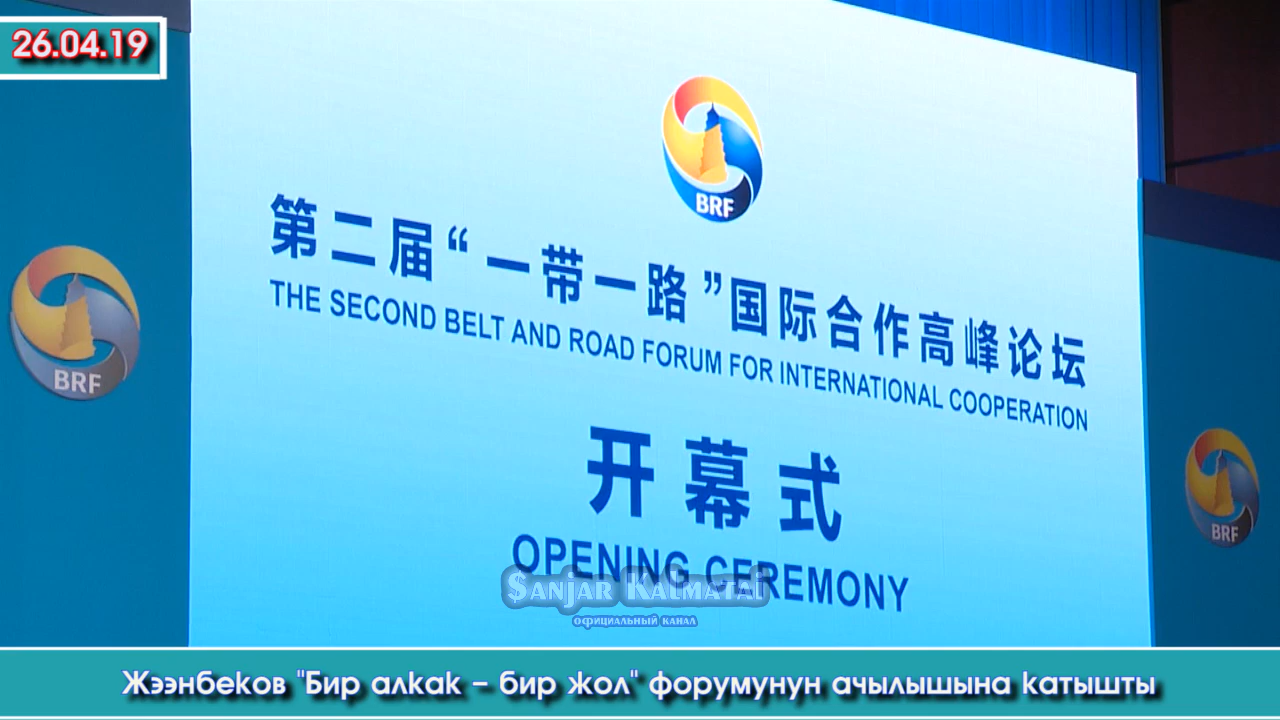 26.04.19
BRF
第二届“一带一路”国际合作高峰论坛
THE SECOND BELT AND ROAD FORUM FOR INTERNATIONAL COOPERATION
开幕式
OPENING CEREMONY
BRF
BRF
$anjar Kalmatai
официальный канал
Жээнбеков "Бир алкак – бир жол" форумунун ачылышына катышты